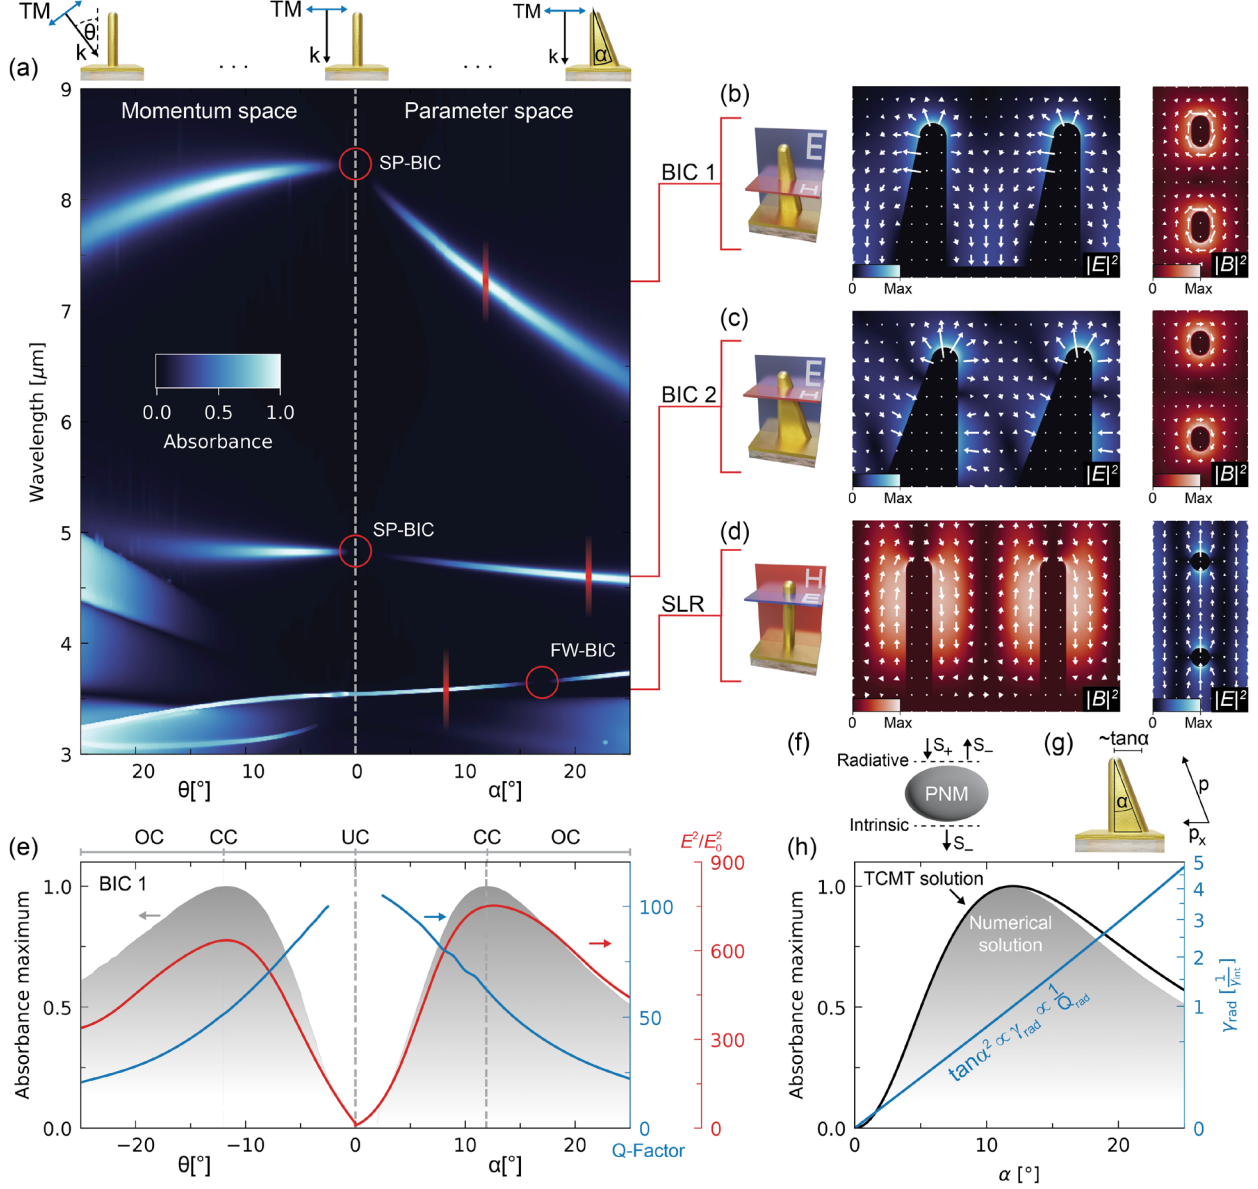 TM
θ
k
. . .
TM
k
. . .
TM
k
α
(a)
Momentum space
Parameter space
SP-BIC
SP-BIC
FW-BIC
0.0 0.5 1.0
Absorbance
Wavelength [μm]
9
8
7
6
5
4
3
20 10 0 10 20
θ[°]
α[°]
BIC 1
BIC 2
SLR
(b)
E
H
|E|²
0 Max
|B|²
0 Max
(c)
E
H
|E|²
0 Max
|B|²
0 Max
(d)
H
E
|B|²
0 Max
|E|²
0 Max
(e)
OC CC UC CC OC
BIC 1
Absorbance maximum
1.0
0.5
0.0
−20 −10 0 10 20
θ[°]
α[°]
100
50
0
Q-Factor
E²/E₀²
900
600
300
0
(f)
S₊ S₋
Radiative
PNM
Intrinsic
S₋
(g)
~tanα
α
p
pₓ
(h)
TCMT solution
Numerical
solution
tanα² ∝ γrad ∝ 1/Qrad
Absorbance maximum
1.0
0.5
0.0
0 10 20
α [°]
5
4
3
2
1
0
γrad [1/γint]